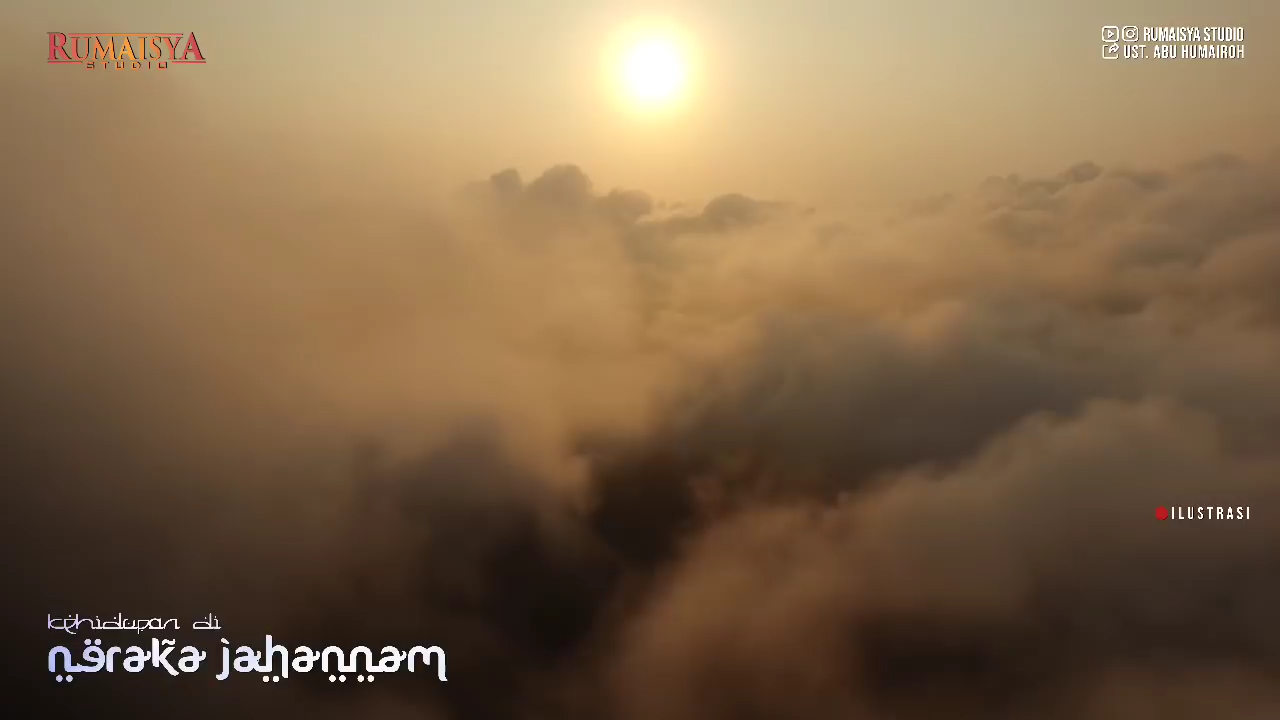 RUMAISYA
STUDIO
RUMAISYA STUDIO
UST. ABU HUMAIROH
ILUSTRASI
kehidupan di
neraka jahannam